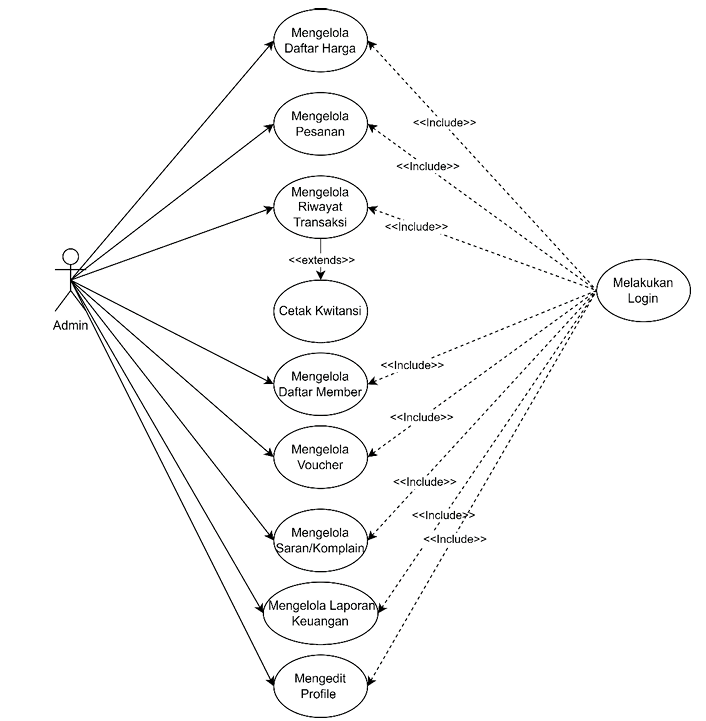 Mengelola
Daftar Harga
<<Include>>
Mengelola
Pesanan
<<Include>>
Mengelola
Riwayat
Transaksi
<<Include>>
<<extends>>
Cetak Kwitansi
Melakukan
Login
Admin
Mengelola
Daftar Member
<<Include>>
Mengelola
Voucher
<<Include>>
<<Include>>
Mengelola
Saran/Komplain
<<Include>>
<<Include>>
Mengelola Laporan
Keuangan
Mengedit
Profile